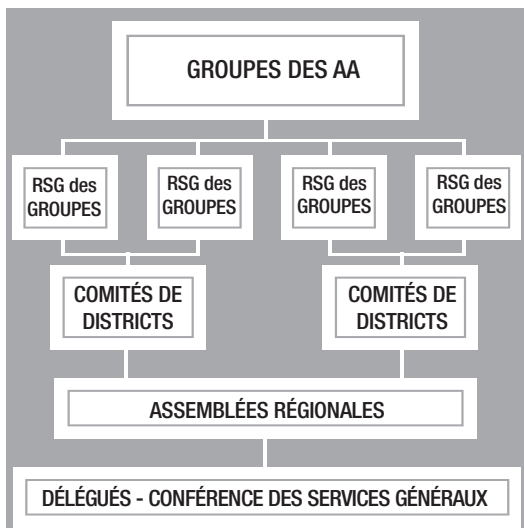 GROUPES DES AA
RSG des
GROUPES
RSG des
GROUPES
RSG des
GROUPES
RSG des
GROUPES
COMITÉS DE
DISTRICTS
COMITÉS DE
DISTRICTS
ASSEMBLÉES RÉGIONALES
DÉLÉGUÉS - CONFÉRENCE DES SERVICES GÉNÉRAUX